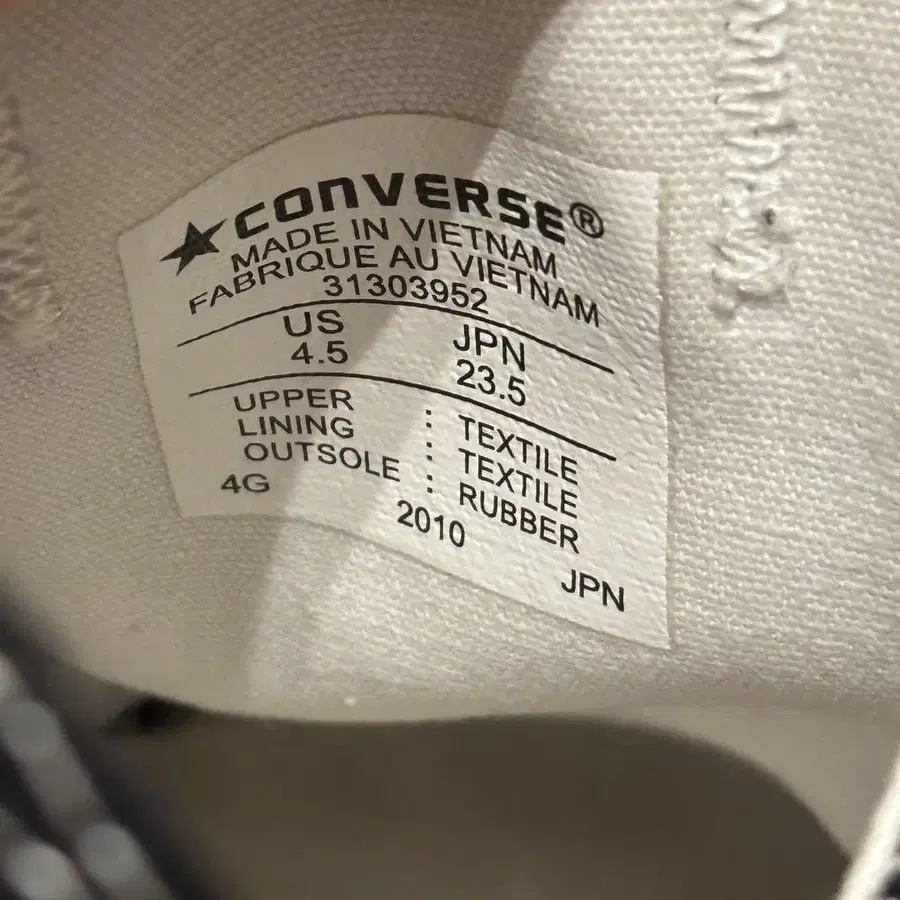 ★CONVERSE®
MADE IN VIETNAM
FABRIQUE AU VIETNAM
31303952
US JPN
4.5 23.5
UPPER : TEXTILE
LINING : TEXTILE
OUTSOLE : RUBBER
4G 2010 JPN